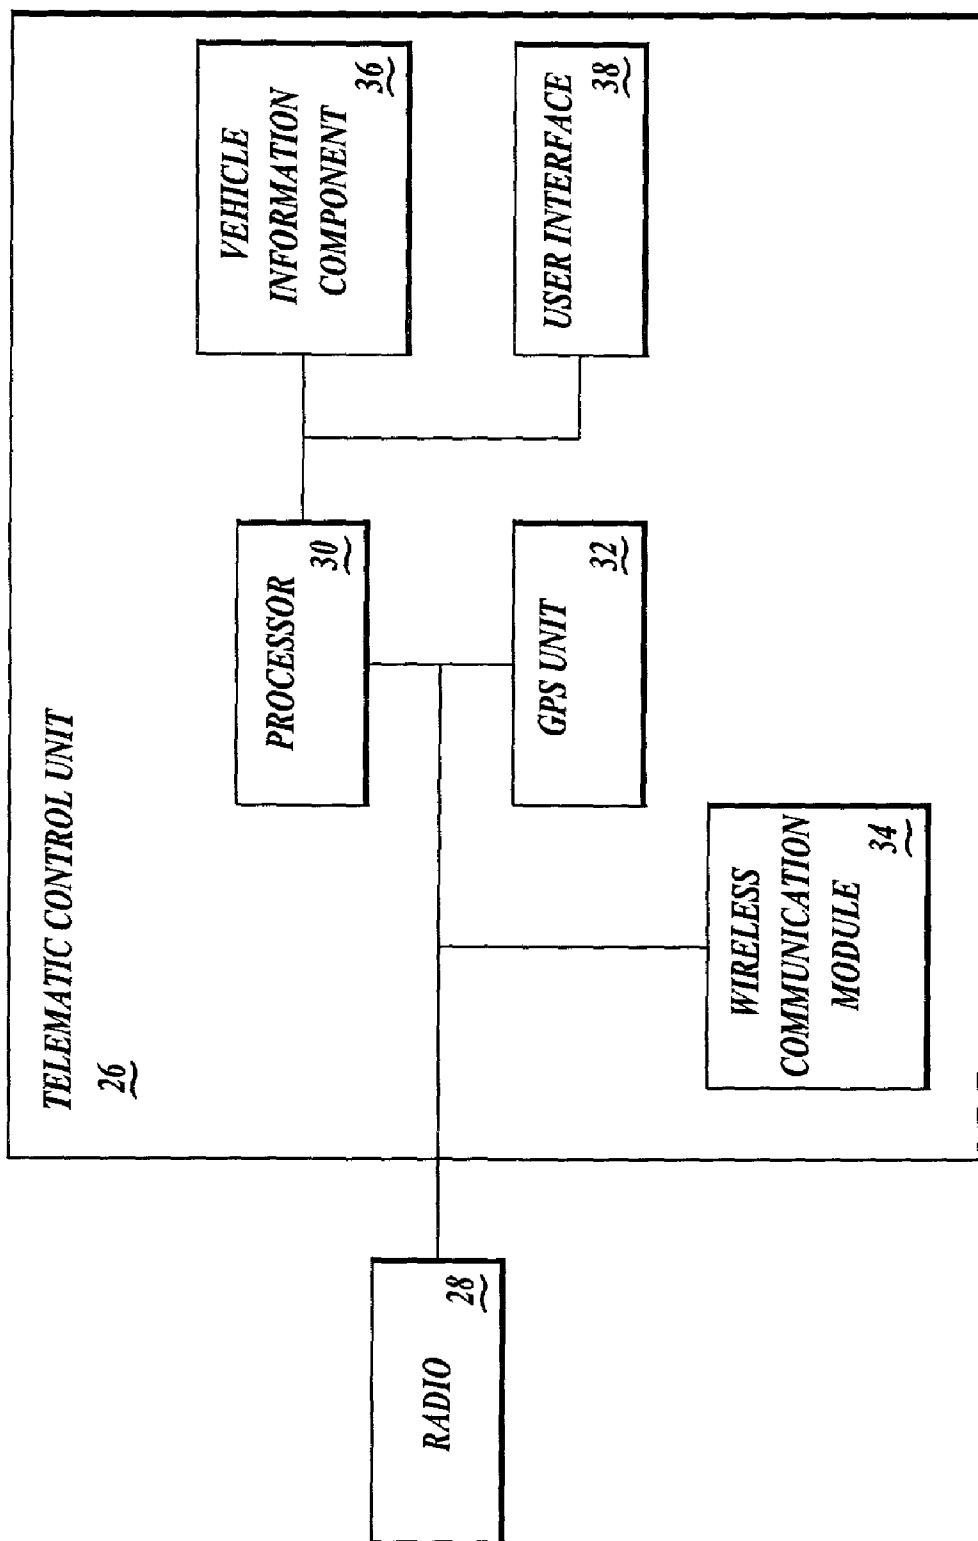 TELEMATIC CONTROL UNIT
26
VEHICLE
INFORMATION
COMPONENT
36
PROCESSOR
30
USER INTERFACE
38
GPS UNIT
32
RADIO
28
WIRELESS
COMMUNICATION
MODULE
34